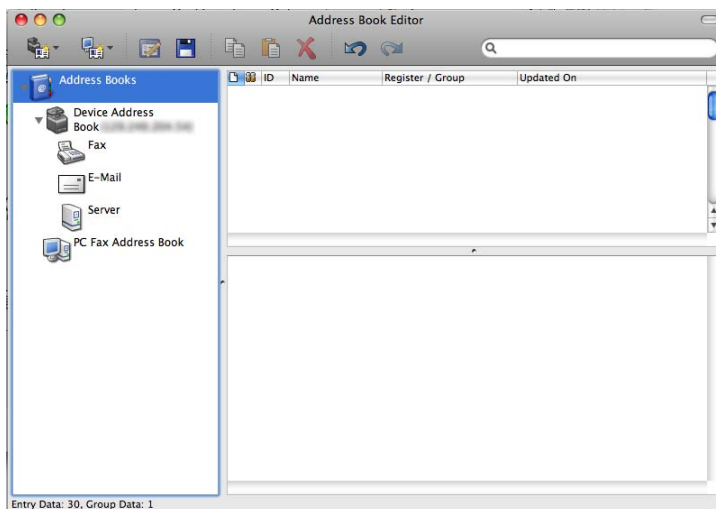 Address Book Editor
ID Name Register / Group Updated On
Address Books
Device Address
Book
Fax
E-Mail
Server
PC Fax Address Book
Entry Data: 30, Group Data: 1